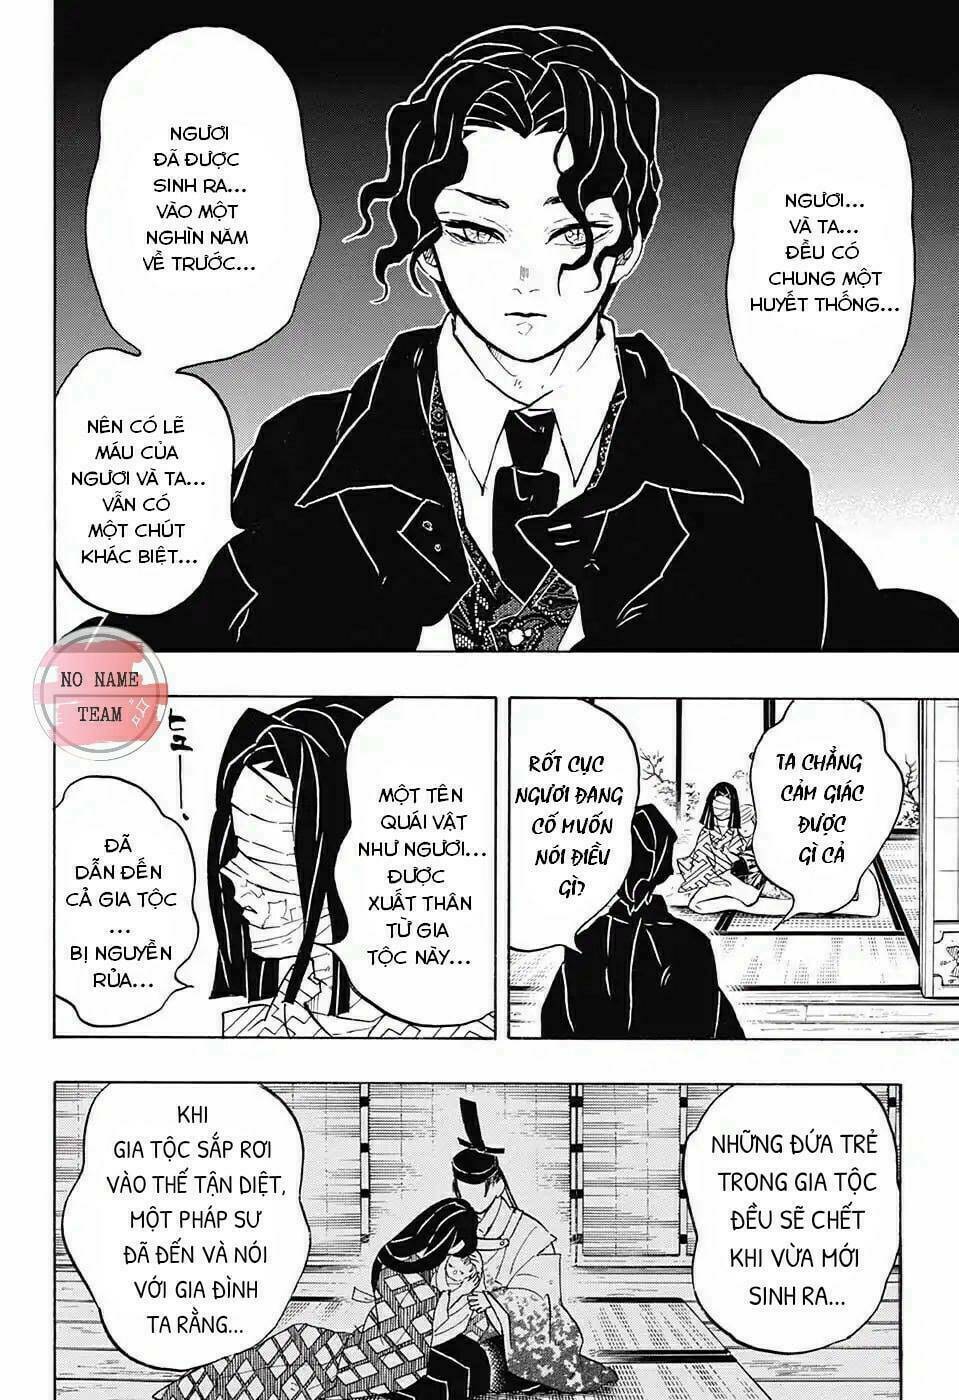 NGƯƠI...
VÀ TA...
ĐỀU CÓ
CHUNG MỘT
HUYẾT THỐNG...
NGƯƠI
ĐÃ ĐƯỢC
SINH RA...
VÀO MỘT
NGHÌN NĂM
VỀ TRƯỚC...
NÊN CÓ LẼ
MÁU CỦA
NGƯƠI VÀ TA...
VẪN CÓ
MỘT CHÚT
KHÁC BIỆT...
NO NAME
TEAM
TA CHẲNG
CẢM GIÁC
ĐƯỢC
GÌ CẢ
RỐT CỤC
NGƯƠI ĐANG
CỐ MUỐN
NÓI ĐIỀU
GÌ?
MỘT TÊN
QUÁI VẬT
NHƯ NGƯƠI...
ĐƯỢC
XUẤT THÂN
TỪ GIA
TỘC NÀY...
ĐÃ
DẪN ĐẾN
CẢ GIA TỘC
...
BỊ NGUYỀN
RỦA...
NHỮNG ĐỨA TRẺ
TRONG GIA TỘC
ĐỀU SẼ CHẾT
KHI VỪA MỚI
SINH RA...
KHI
GIA TỘC SẮP RƠI
VÀO THẾ TẬN DIỆT,
MỘT PHÁP SƯ
ĐÃ ĐẾN VÀ NÓI
VỚI GIA ĐÌNH
TA RẰNG...